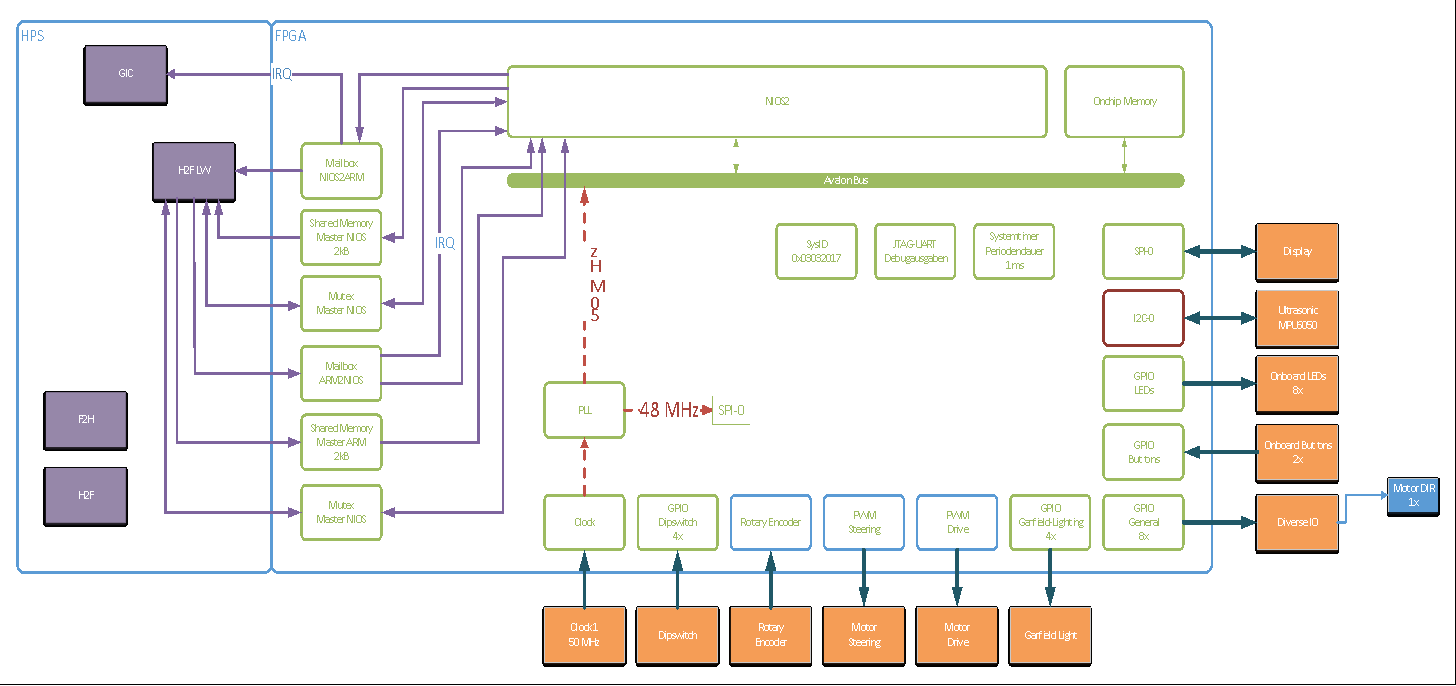 HPS
FPGA
GIC
IRQ
NIOS2
Onchip Memory
H2F LW
Mailbox
NIOS2ARM
Avalon Bus
Shared Memory
Master NIOS
2kB
IRQ
50 MHz
SysID
0x03032017
JTAG-UART
Debugausgaben
Systemtimer
Periodendauer
1ms
SPI-0
Display
Mutex
Master NIOS
I2C-0
Ultrasonic
MPU6050
Mailbox
ARM2NIOS
GPIO
LEDs
Onboard LEDs
8x
F2H
Shared Memory
Master ARM
2kB
PLL
48 MHz
SPI-0
GPIO
Buttons
Onboard Buttons
2x
H2F
Mutex
Master NIOS
Clock
GPIO
Dipswitch
4x
Rotary Encoder
PWM
Steering
PWM
Drive
GPIO
Garfield-Lighting
4x
GPIO
General
8x
Diverse IO
Motor DIR
1x
Clock 1
50 MHz
Dipswitch
Rotary
Encoder
Motor
Steering
Motor
Drive
Garfield Light